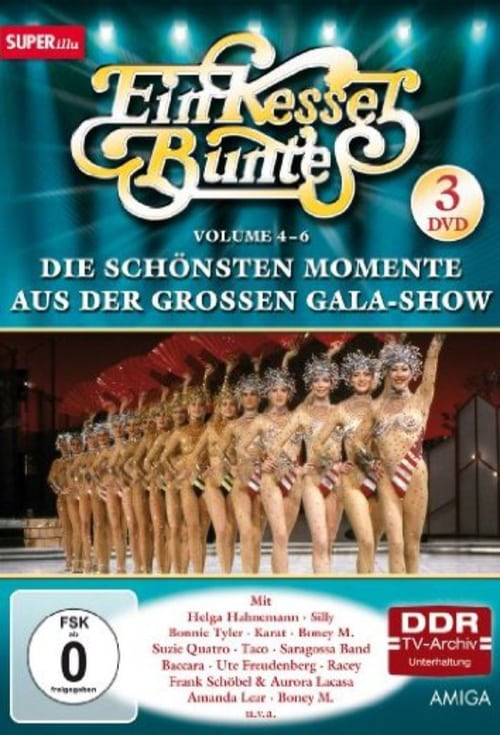 SUPERillu
Ein Kessel
Buntes
3
DVD
VOLUME 4–6
DIE SCHÖNSTEN MOMENTE
AUS DER GROSSEN GALA-SHOW
Mit
Helga Hahnemann · Silly
Bonnie Tyler · Karat · Boney M.
Suzie Quatro · Taco · Saragossa Band
Baccara · Ute Freudenberg · Racey
Frank Schöbel & Aurora Lacasa
Amanda Lear · Boney M.
u.v.a.
FSK
ab
0
freigegeben
DDR
TV-Archiv
Unterhaltung
AMIGA